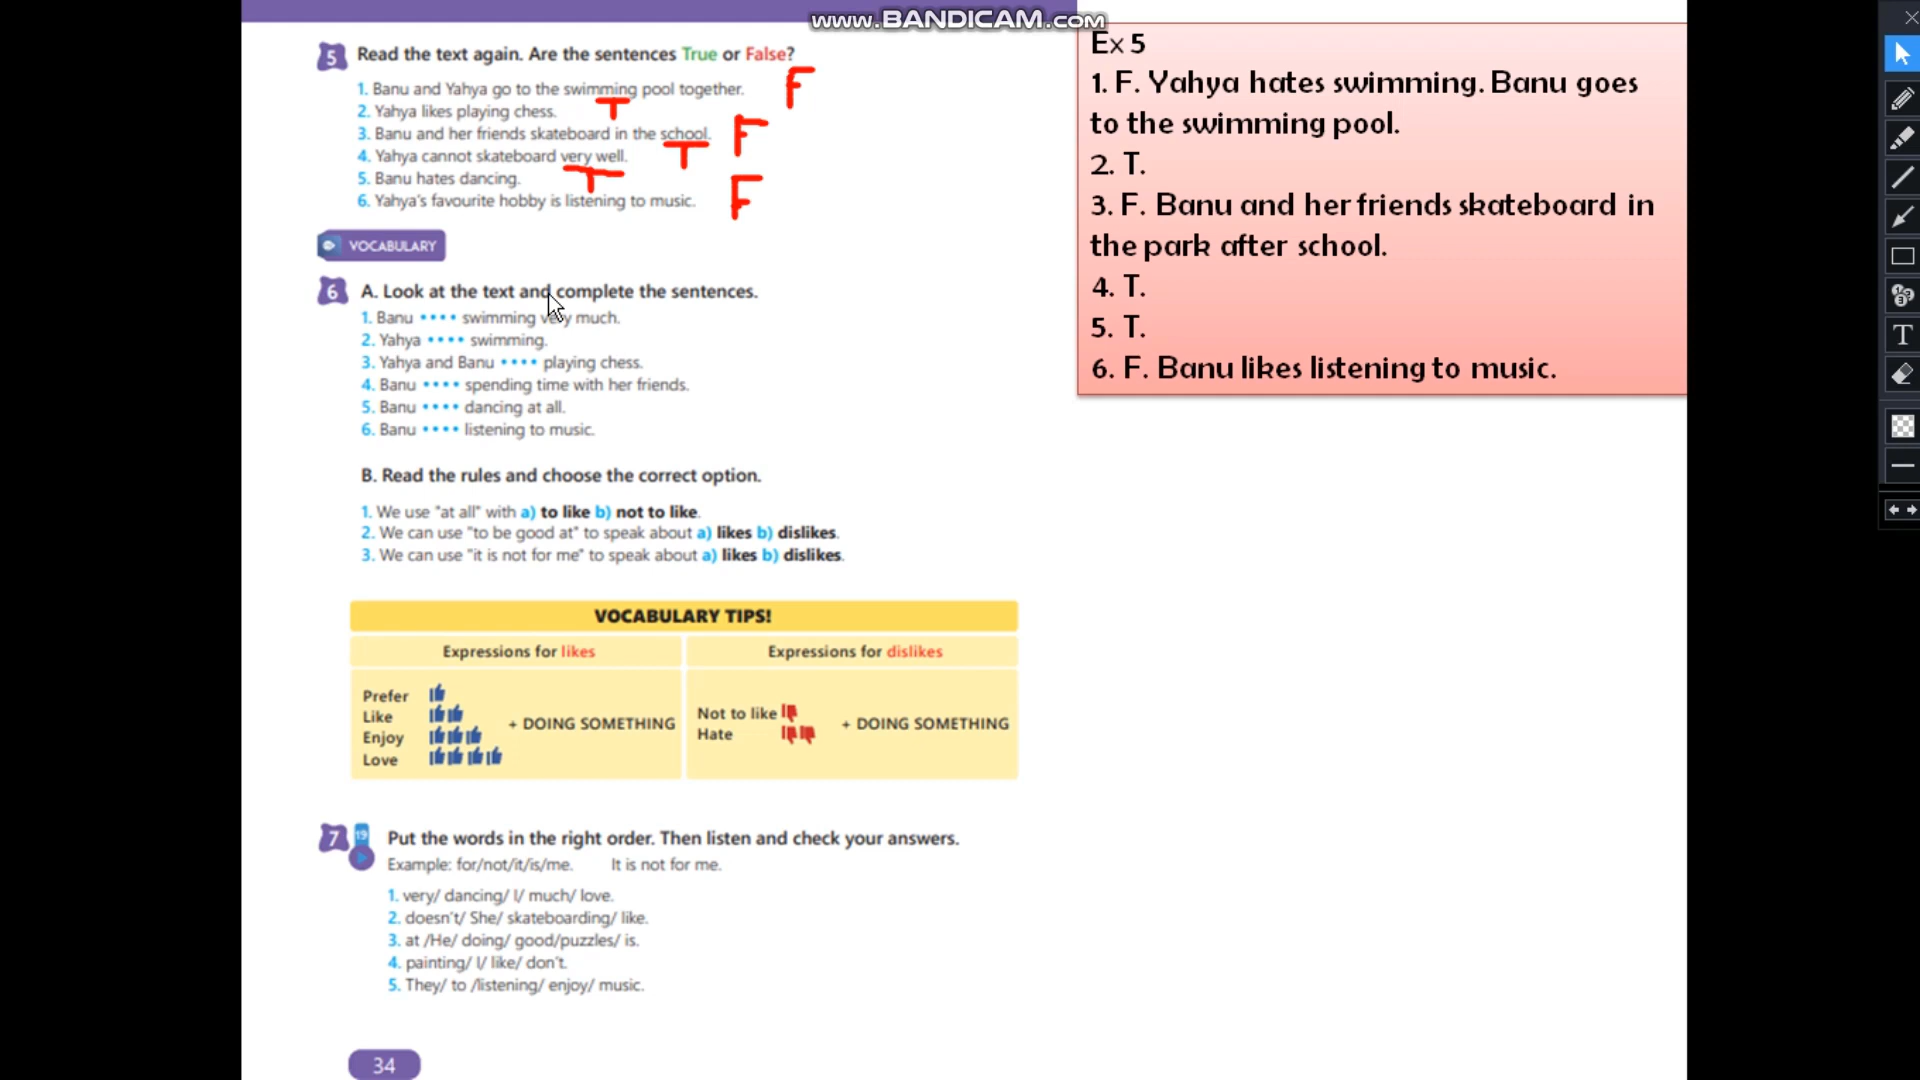 www.BANDICAM.com
5 Read the text again. Are the sentences True or False?
1. Banu and Yahya go to the swimming pool together. F
2. Yahya likes playing chess. T
3. Banu and her friends skateboard in the school. F
4. Yahya cannot skateboard very well. T
5. Banu hates dancing. T
6. Yahya's favourite hobby is listening to music. F
VOCABULARY
6 A. Look at the text and complete the sentences.
1. Banu •••• swimming very much.
2. Yahya •••• swimming.
3. Yahya and Banu •••• playing chess.
4. Banu •••• spending time with her friends.
5. Banu •••• dancing at all.
6. Banu •••• listening to music.
B. Read the rules and choose the correct option.
1. We use "at all" with a) to like b) not to like.
2. We can use "to be good at" to speak about a) likes b) dislikes.
3. We can use "it is not for me" to speak about a) likes b) dislikes.
VOCABULARY TIPS!
Expressions for likes
Prefer
Like
Enjoy
Love
+ DOING SOMETHING
Expressions for dislikes
Not to like
Hate
+ DOING SOMETHING
7 19 Put the words in the right order. Then listen and check your answers.
Example: for/not/it/is/me. It is not for me.
1. very/ dancing/ I/ much/ love.
2. doesn't/ She/ skateboarding/ like.
3. at /He/ doing/ good/puzzles/ is.
4. painting/ I/ like/ don't.
5. They/ to /listening/ enjoy/ music.
34
Ex 5
1. F. Yahya hates swimming. Banu goes
to the swimming pool.
2. T.
3. F. Banu and her friends skateboard in
the park after school.
4. T.
5. T.
6. F. Banu likes listening to music.